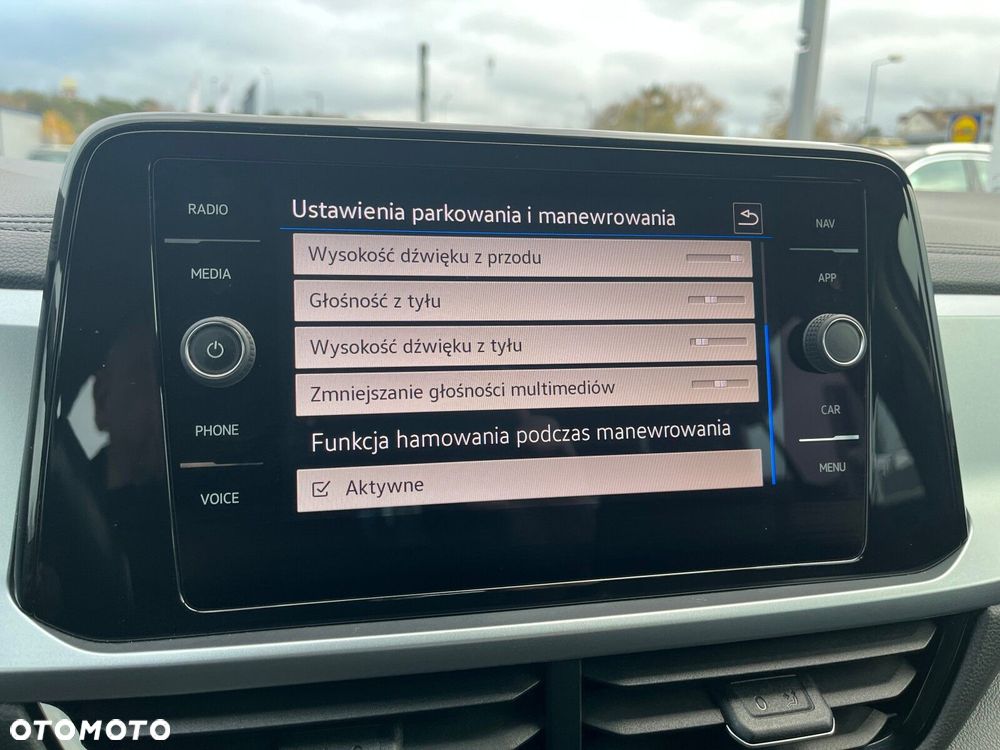 RADIO
MEDIA
PHONE
VOICE
Ustawienia parkowania i manewrowania
Wysokość dźwięku z przodu
Głośność z tyłu
Wysokość dźwięku z tyłu
Zmniejszanie głośności multimediów
Funkcja hamowania podczas manewrowania
Aktywne
NAV
APP
CAR
MENU
0
OTOMOTO